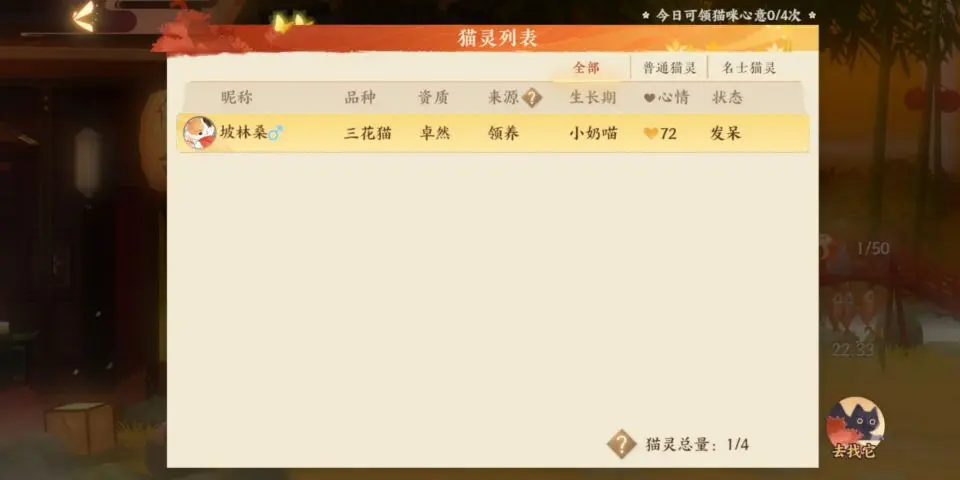 今日可领猫咪心意0/4次
猫灵列表
全部 普通猫灵 名士猫灵
昵称 品种 资质 来源? 生长期 心情 状态
坡林桑♂ 三花猫 卓然 领养 小奶喵 72 发呆
1/50
22:33
? 猫灵总量：1/4
去找它